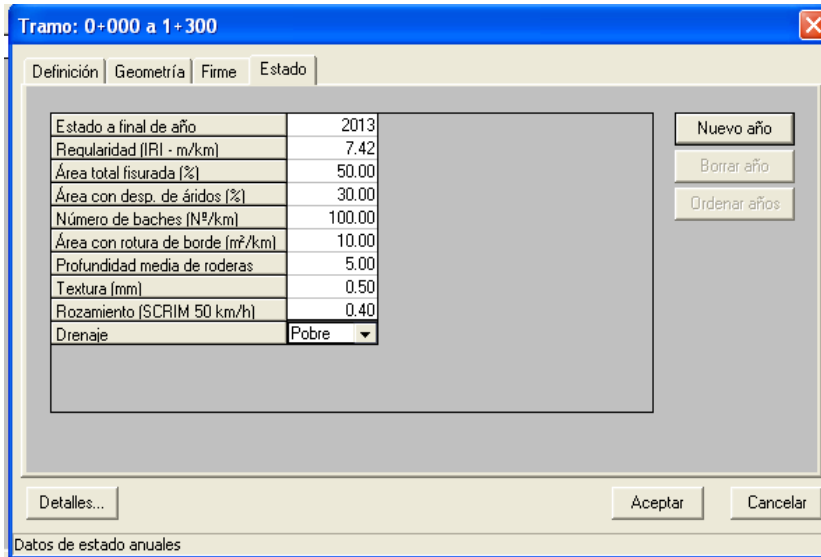 Tramo: 0+000 a 1+300
Definición Geometría Firme Estado
Estado a final de año 2013
Regularidad (IRI - m/km) 7.42
Área total fisurada (%) 50.00
Área con desp. de áridos (%) 30.00
Número de baches (Nº/km) 100.00
Área con rotura de borde (m²/km) 10.00
Profundidad media de roderas 5.00
Textura (mm) 0.50
Rozamiento (SCRIM 50 km/h) 0.40
Drenaje Pobre
Nuevo año
Borrar año
Ordenar años
Detalles... Aceptar Cancelar
Datos de estado anuales